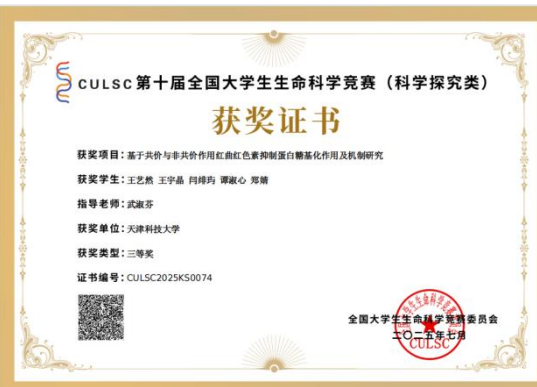 CULSC第十届全国大学生生命科学竞赛（科学探究类）
获奖证书
获奖项目：基于共价与非共价作用红曲红色素抑制蛋白糖基化作用及机制研究
获奖学生：王艺然 王宇晶 闫绯玙 谭淑心 郑婧
指导老师：武淑芬
获奖单位：天津科技大学
获奖类型：三等奖
证书编号：CULSC2025KS0074
全国大学生生命科学竞赛委员会
二〇二五年七月
CULSC